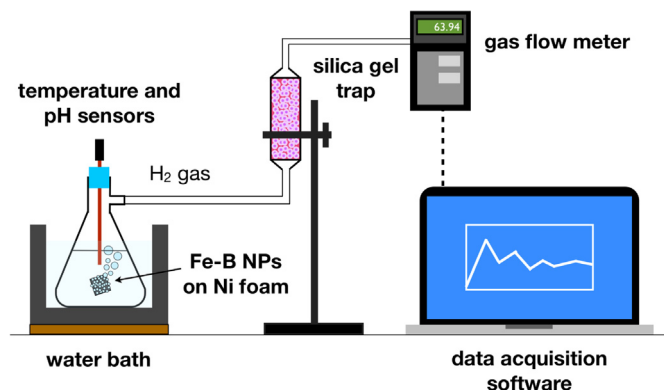 63.94
gas flow meter
silica gel
trap
temperature and
pH sensors
H₂ gas
Fe-B NPs
on Ni foam
water bath
data acquisition
software